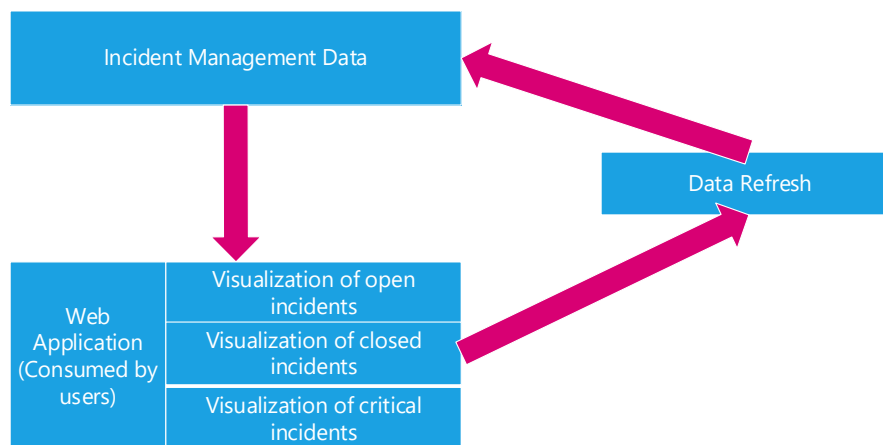 Incident Management Data
Data Refresh
Web
Application
(Consumed by
users)
Visualization of open
incidents
Visualization of closed
incidents
Visualization of critical
incidents